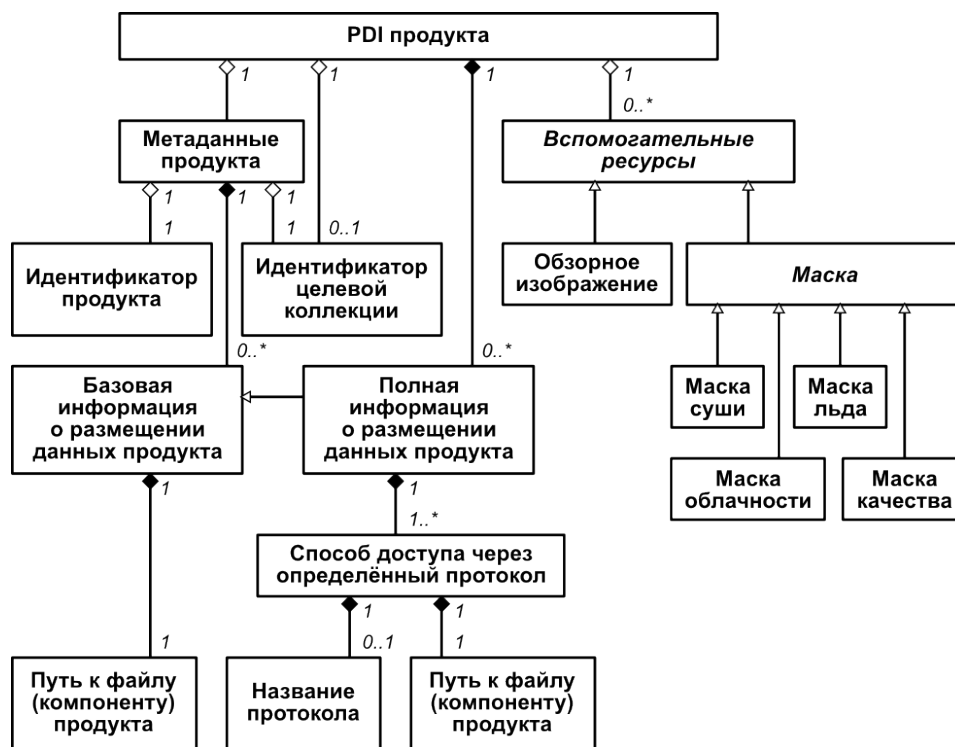 PDI продукта
1
1
1
1
0..*
Метаданные
продукта
Вспомогательные
ресурсы
1
1
1
1
1
0..1
Идентификатор
продукта
Идентификатор
целевой
коллекции
Обзорное
изображение
Маска
0..*
0..*
Базовая
информация
о размещении
данных продукта
Полная
информация
о размещении
данных продукта
Маска
суши
Маска
льда
Маска
облачности
Маска
качества
1
1
1..*
Способ доступа через
определённый протокол
1
1
1
0..1
1
Путь к файлу
(компоненту)
продукта
Название
протокола
Путь к файлу
(компоненту)
продукта